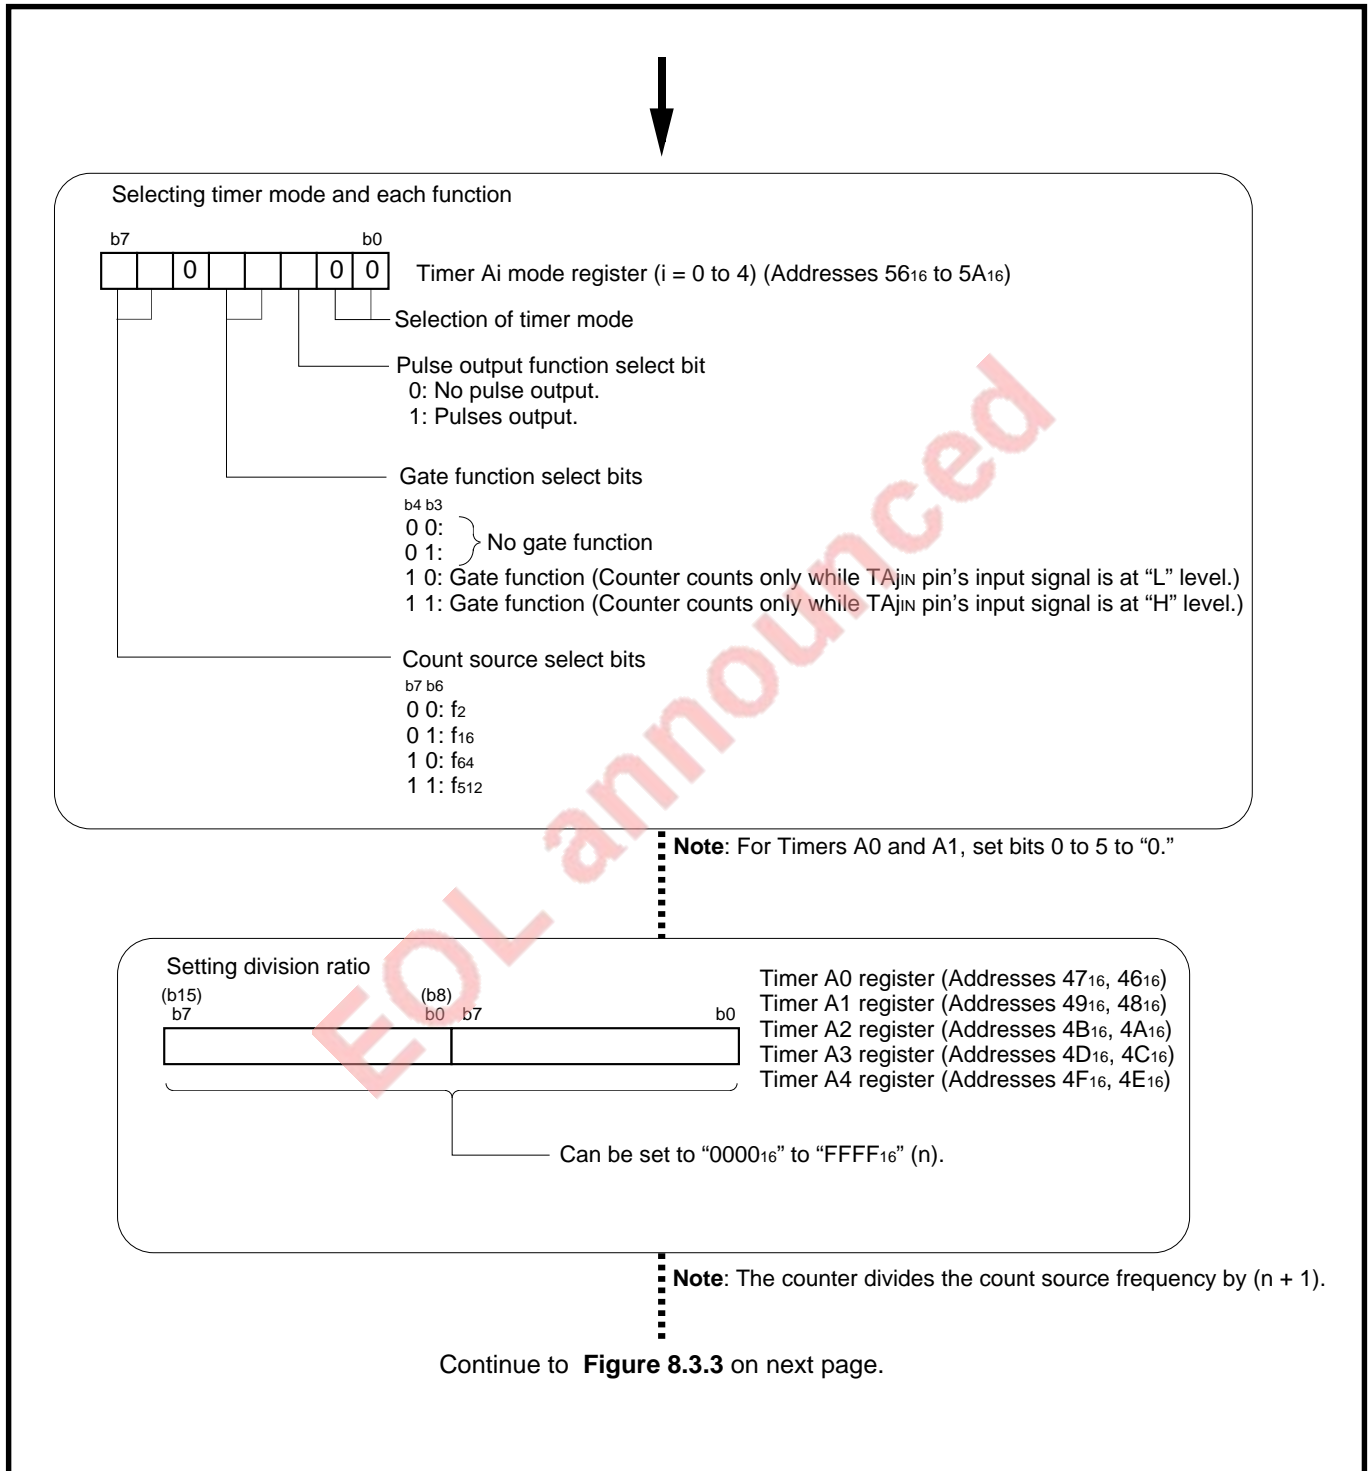 Selecting timer mode and each function
b7 b0
0 0 0 Timer Ai mode register (i = 0 to 4) (Addresses 5616 to 5A16)
Selection of timer mode
Pulse output function select bit
0: No pulse output.
1: Pulses output.
Gate function select bits
b4 b3
0 0:
0 1:
No gate function
1 0: Gate function (Counter counts only while TAjIN pin's input signal is at “L” level.)
1 1: Gate function (Counter counts only while TAjIN pin's input signal is at “H” level.)
Count source select bits
b7 b6
0 0: f2
0 1: f16
1 0: f64
1 1: f512
Note: For Timers A0 and A1, set bits 0 to 5 to “0.”
Setting division ratio
(b15) (b8)
b7 b0 b7 b0
Timer A0 register (Addresses 4716, 4616)
Timer A1 register (Addresses 4916, 4816)
Timer A2 register (Addresses 4B16, 4A16)
Timer A3 register (Addresses 4D16, 4C16)
Timer A4 register (Addresses 4F16, 4E16)
Can be set to “000016” to “FFFF16” (n).
Note: The counter divides the count source frequency by (n + 1).
Continue to Figure 8.3.3 on next page.
EOL announced